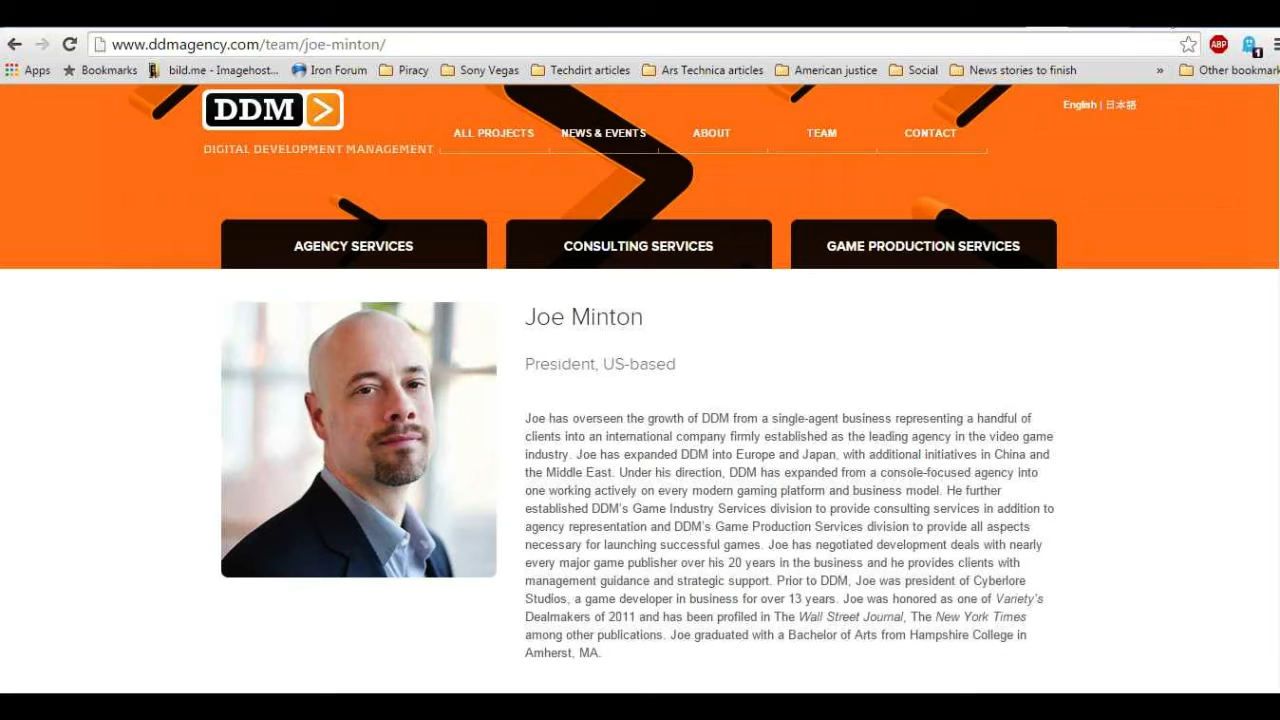 www.ddmagency.com/team/joe-minton/
ABP
1
Apps Bookmarks bild.me - Imagehost... Iron Forum Piracy Sony Vegas Techdirt articles Ars Technica articles American justice Social News stories to finish » Other bookmark
DDM
English | 日本語
ALL PROJECTS NEWS & EVENTS ABOUT TEAM CONTACT
DIGITAL DEVELOPMENT MANAGEMENT
AGENCY SERVICES CONSULTING SERVICES GAME PRODUCTION SERVICES
Joe Minton
President, US-based
Joe has overseen the growth of DDM from a single-agent business representing a handful of
clients into an international company firmly established as the leading agency in the video game
industry. Joe has expanded DDM into Europe and Japan, with additional initiatives in China and
the Middle East. Under his direction, DDM has expanded from a console-focused agency into
one working actively on every modern gaming platform and business model. He further
established DDM's Game Industry Services division to provide consulting services in addition to
agency representation and DDM's Game Production Services division to provide all aspects
necessary for launching successful games. Joe has negotiated development deals with nearly
every major game publisher over his 20 years in the business and he provides clients with
management guidance and strategic support. Prior to DDM, Joe was president of Cyberlore
Studios, a game developer in business for over 13 years. Joe was honored as one of Variety's
Dealmakers of 2011 and has been profiled in The Wall Street Journal, The New York Times
among other publications. Joe graduated with a Bachelor of Arts from Hampshire College in
Amherst, MA.